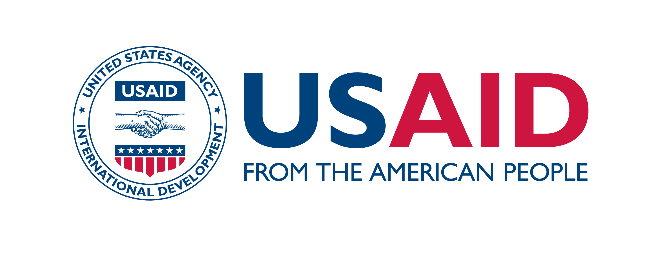 UNITED STATES AGENCY
USAID
INTERNATIONAL DEVELOPMENT
USAID
FROM THE AMERICAN PEOPLE